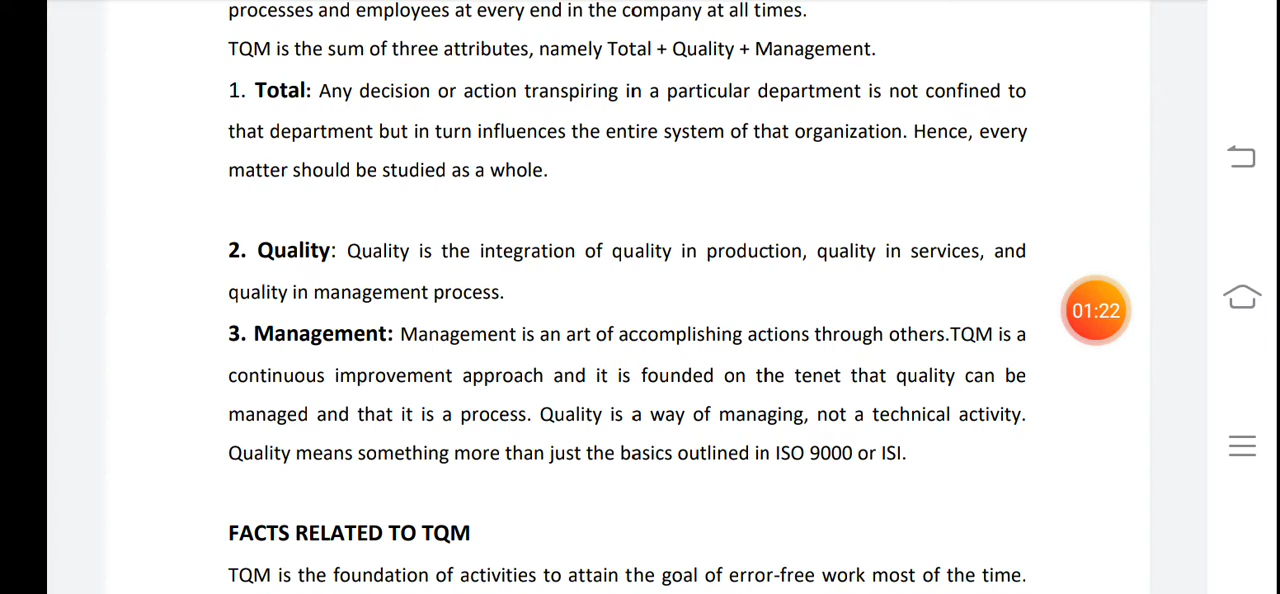 processes and employees at every end in the company at all times.
TQM is the sum of three attributes, namely Total + Quality + Management.
1. Total: Any decision or action transpiring in a particular department is not confined to
that department but in turn influences the entire system of that organization. Hence, every
matter should be studied as a whole.
2. Quality: Quality is the integration of quality in production, quality in services, and
quality in management process.
01:22
3. Management: Management is an art of accomplishing actions through others.TQM is a
continuous improvement approach and it is founded on the tenet that quality can be
managed and that it is a process. Quality is a way of managing, not a technical activity.
Quality means something more than just the basics outlined in ISO 9000 or ISI.
FACTS RELATED TO TQM
TQM is the foundation of activities to attain the goal of error-free work most of the time.